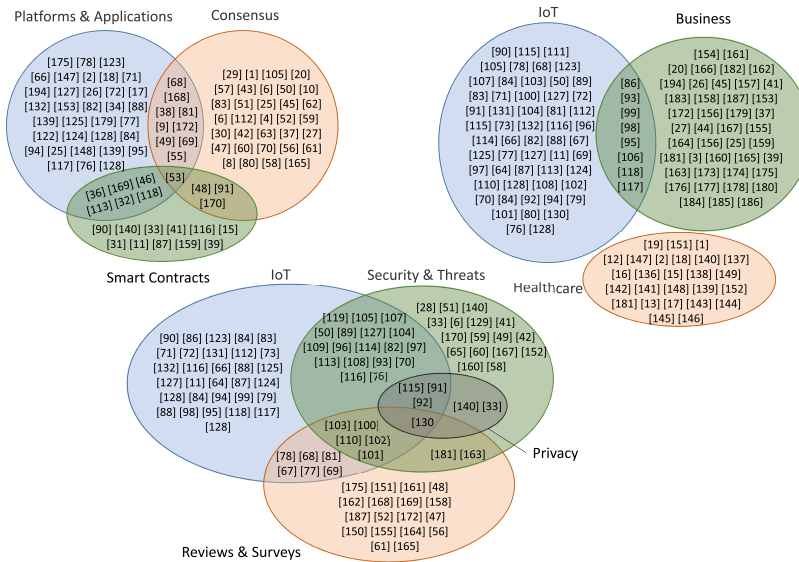 Platforms & Applications
Consensus
[175] [78] [123]
[66] [147] [2] [18] [71]
[194] [127] [26] [72] [17]
[132] [153] [82] [34] [88]
[139] [125] [179] [77]
[122] [124] [128] [84]
[94] [25] [148] [139] [95]
[117] [76] [128]
[68]
[168]
[38] [81]
[9] [172]
[49] [69]
[55]
[29] [1] [105] [20]
[57] [43] [6] [50] [10]
[83] [51] [25] [45] [62]
[6] [112] [4] [52] [59]
[30] [42] [63] [37] [27]
[47] [60] [70] [56] [61]
[8] [80] [58] [165]
[53]
[36] [169] [46]
[113] [32] [118]
[48] [91]
[170]
[90] [140] [33] [41] [116] [15]
[31] [11] [87] [159] [39]
Smart Contracts
IoT
Business
[90] [115] [111]
[105] [78] [68] [123]
[107] [84] [103] [50] [89]
[83] [71] [100] [127] [72]
[91] [131] [104] [81] [112]
[115] [73] [132] [116] [96]
[114] [66] [82] [88] [67]
[125] [77] [127] [11] [69]
[97] [64] [87] [113] [124]
[110] [128] [108] [102]
[70] [84] [92] [94] [79]
[101] [80] [130]
[76] [128]
[86]
[93]
[99]
[98]
[95]
[106]
[118]
[117]
[154] [161]
[20] [166] [182] [162]
[194] [26] [45] [157] [41]
[183] [158] [187] [153]
[172] [156] [179] [37]
[27] [44] [167] [155]
[164] [156] [25] [159]
[181] [3] [160] [165] [39]
[163] [173] [174] [175]
[176] [177] [178] [180]
[184] [185] [186]
Healthcare
[19] [151] [1]
[12] [147] [2] [18] [140] [137]
[16] [136] [15] [138] [149]
[142] [141] [148] [139] [152]
[181] [13] [17] [143] [144]
[145] [146]
IoT
Security & Threats
[90] [86] [123] [84] [83]
[71] [72] [131] [112] [73]
[132] [116] [66] [88] [125]
[127] [11] [64] [87] [124]
[128] [84] [94] [99] [79]
[88] [98] [95] [118] [117]
[128]
[119] [105] [107]
[50] [89] [127] [104]
[109] [96] [114] [82] [97]
[113] [108] [93] [70]
[116] [76]
[28] [51] [140]
[33] [6] [129] [41]
[170] [59] [49] [42]
[65] [60] [167] [152]
[160] [58]
[115] [91]
[92]
[130
[140] [33]
Privacy
[103] [100]
[110] [102]
[101]
[181] [163]
[78] [68] [81]
[67] [77] [69]
[175] [151] [161] [48]
[162] [168] [169] [158]
[187] [52] [172] [47]
[150] [155] [164] [56]
[61] [165]
Reviews & Surveys